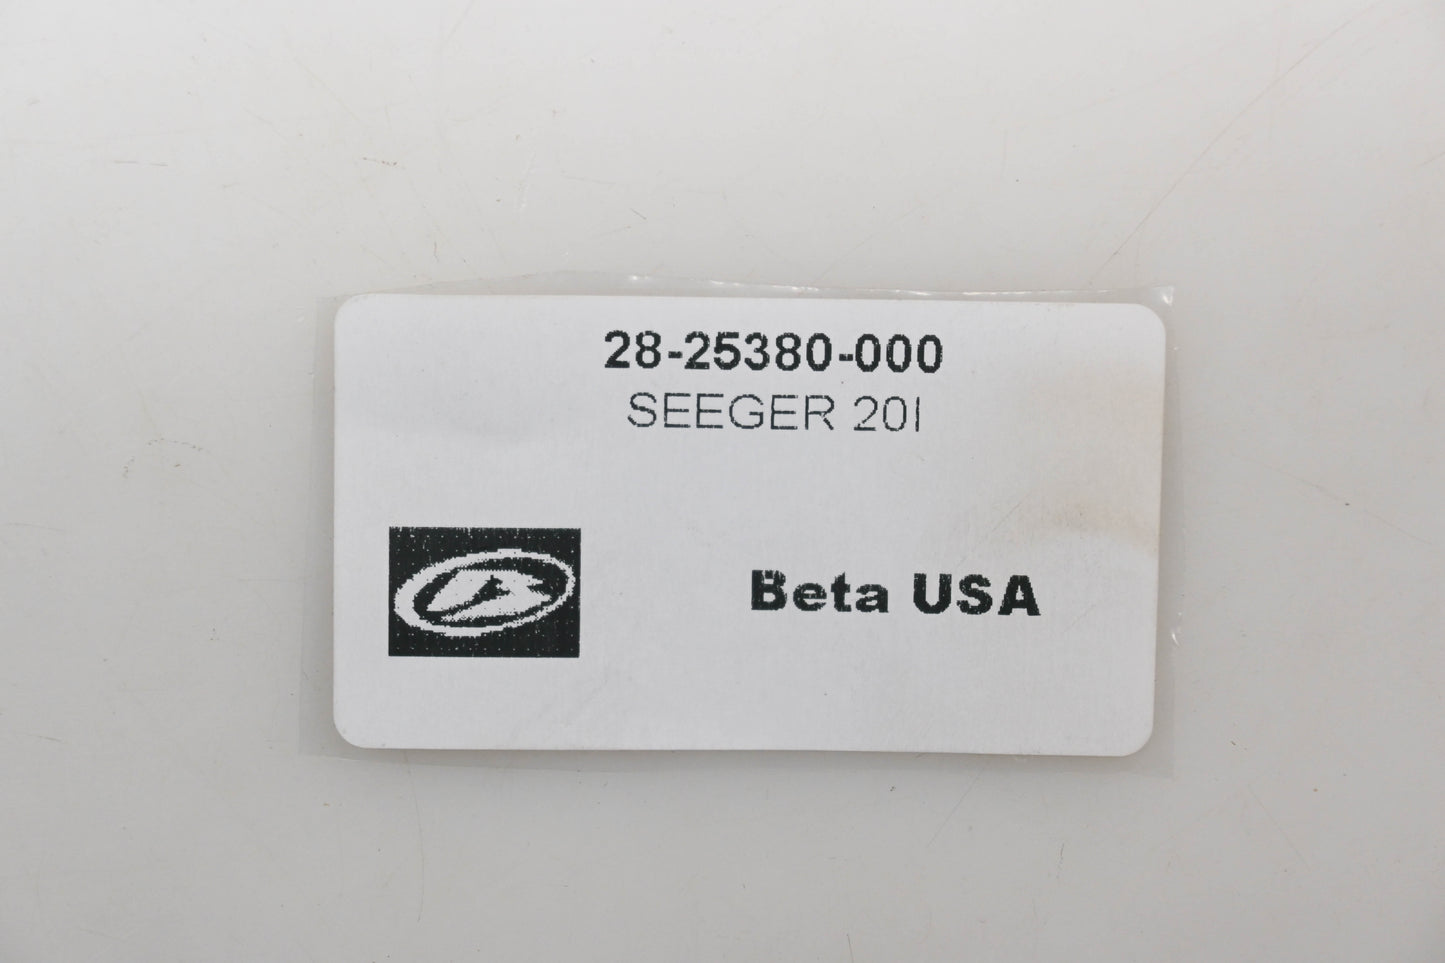 28-25380-000
SEEGER 20I
Beta USA